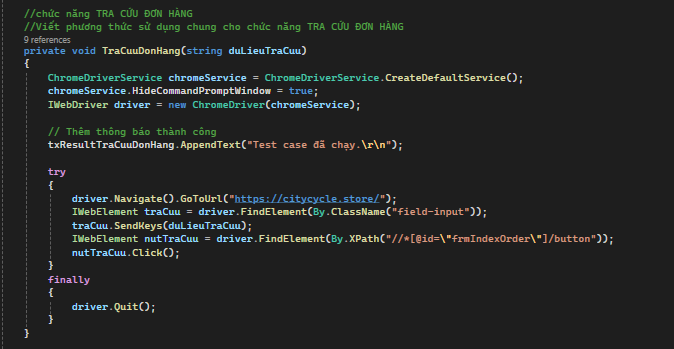 //chức năng TRA CỨU ĐƠN HÀNG
//Viết phương thức sử dụng chung cho chức năng TRA CỨU ĐƠN HÀNG
9 references
private void TraCuuDonHang(string duLieuTraCuu)
{
ChromeDriverService chromeService = ChromeDriverService.CreateDefaultService();
chromeService.HideCommandPromptWindow = true;
IWebDriver driver = new ChromeDriver(chromeService);
// Thêm thông báo thành công
txResultTraCuuDonHang.AppendText("Test case đã chạy.\r\n");
try
{
driver.Navigate().GoToUrl("https://citycycle.store/");
IWebElement traCuu = driver.FindElement(By.ClassName("field-input"));
traCuu.SendKeys(duLieuTraCuu);
IWebElement nutTraCuu = driver.FindElement(By.XPath("//*[@id=\"frmIndexOrder\"]/button"));
nutTraCuu.Click();
}
finally
{
driver.Quit();
}
}